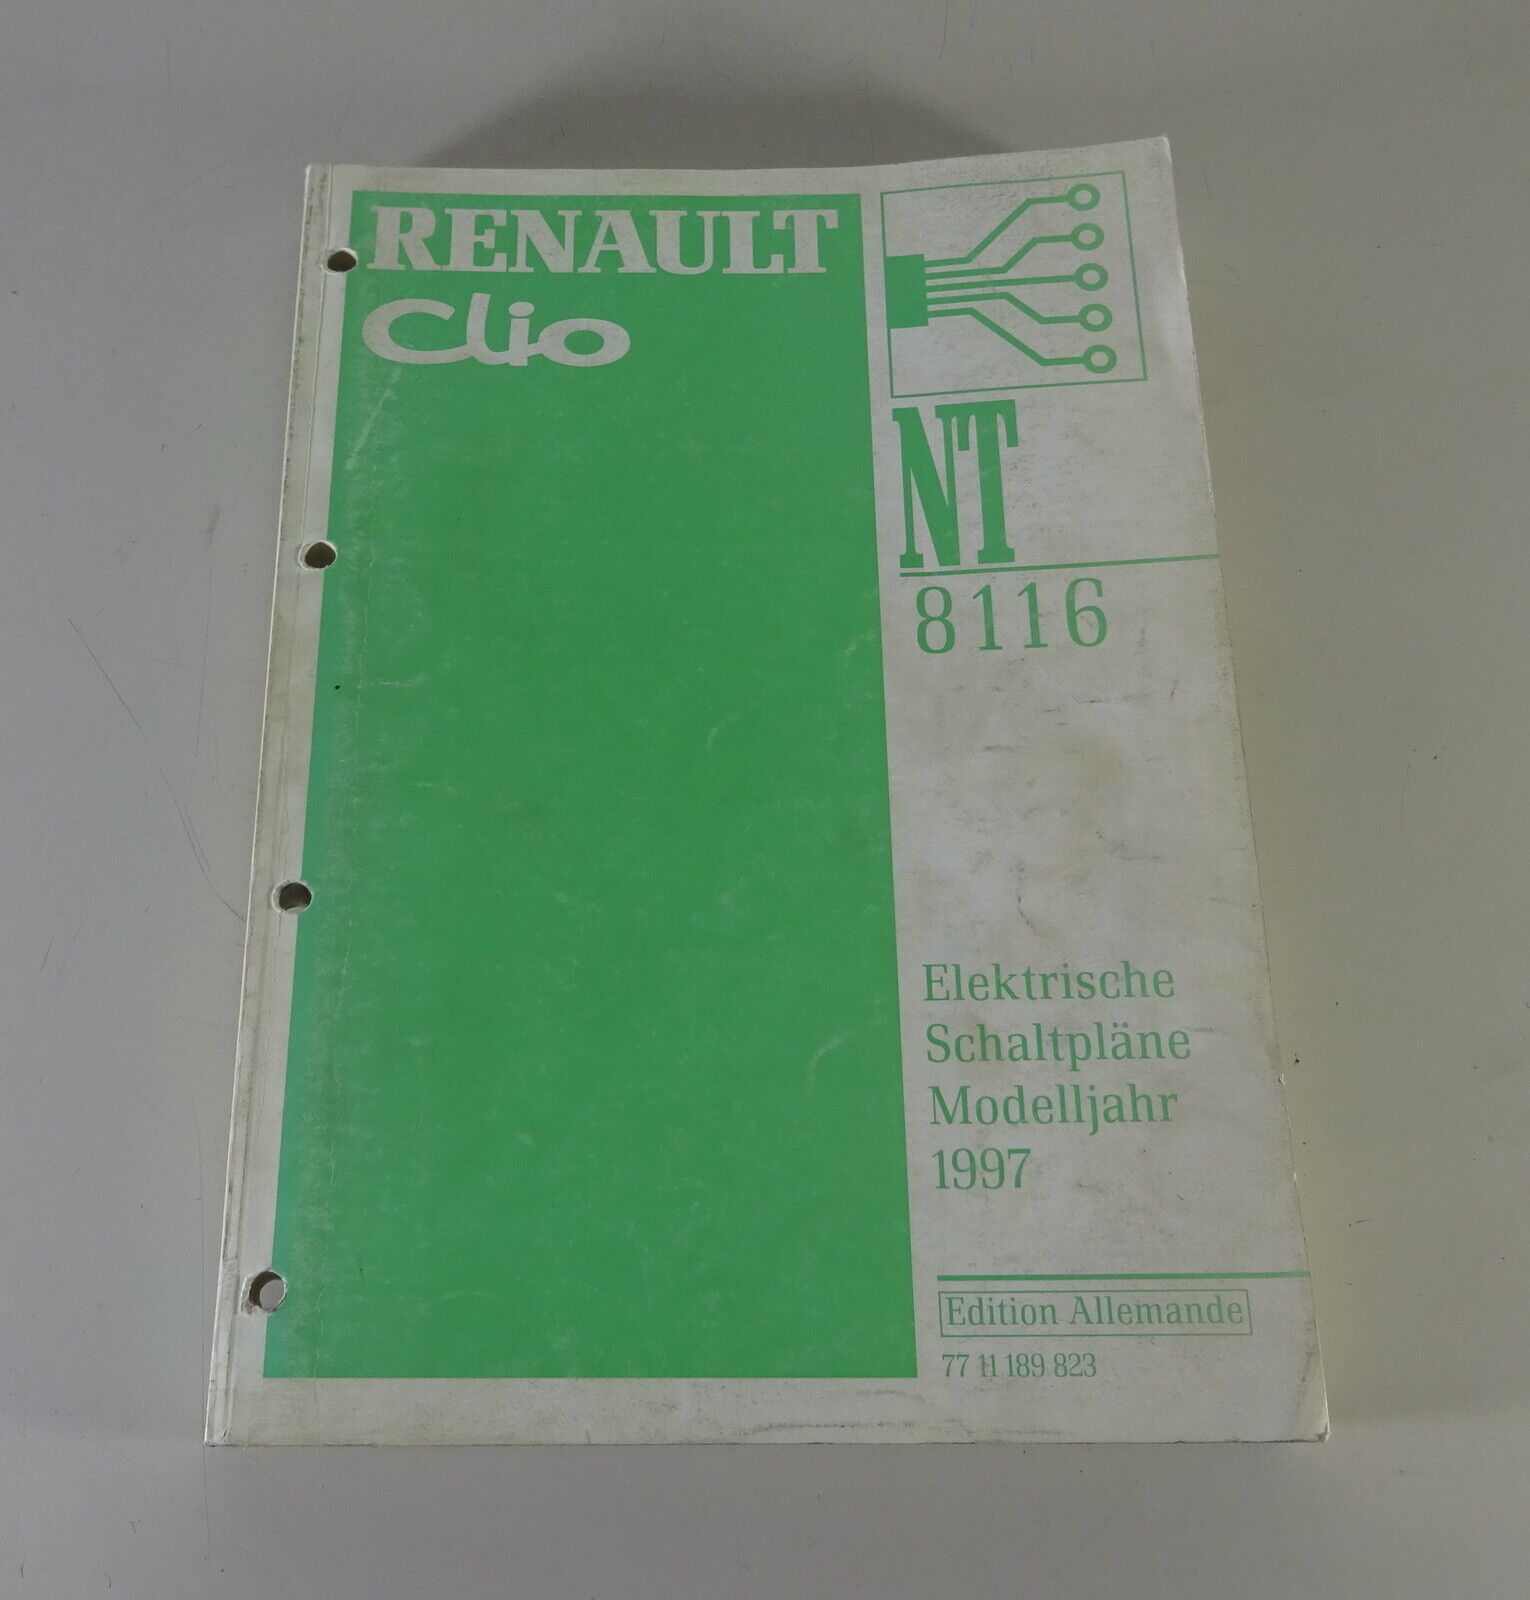 RENAULT
Clio
NT
8116
Elektrische
Schaltpläne
Modelljahr
1997
Edition Allemande
77 11 189 823